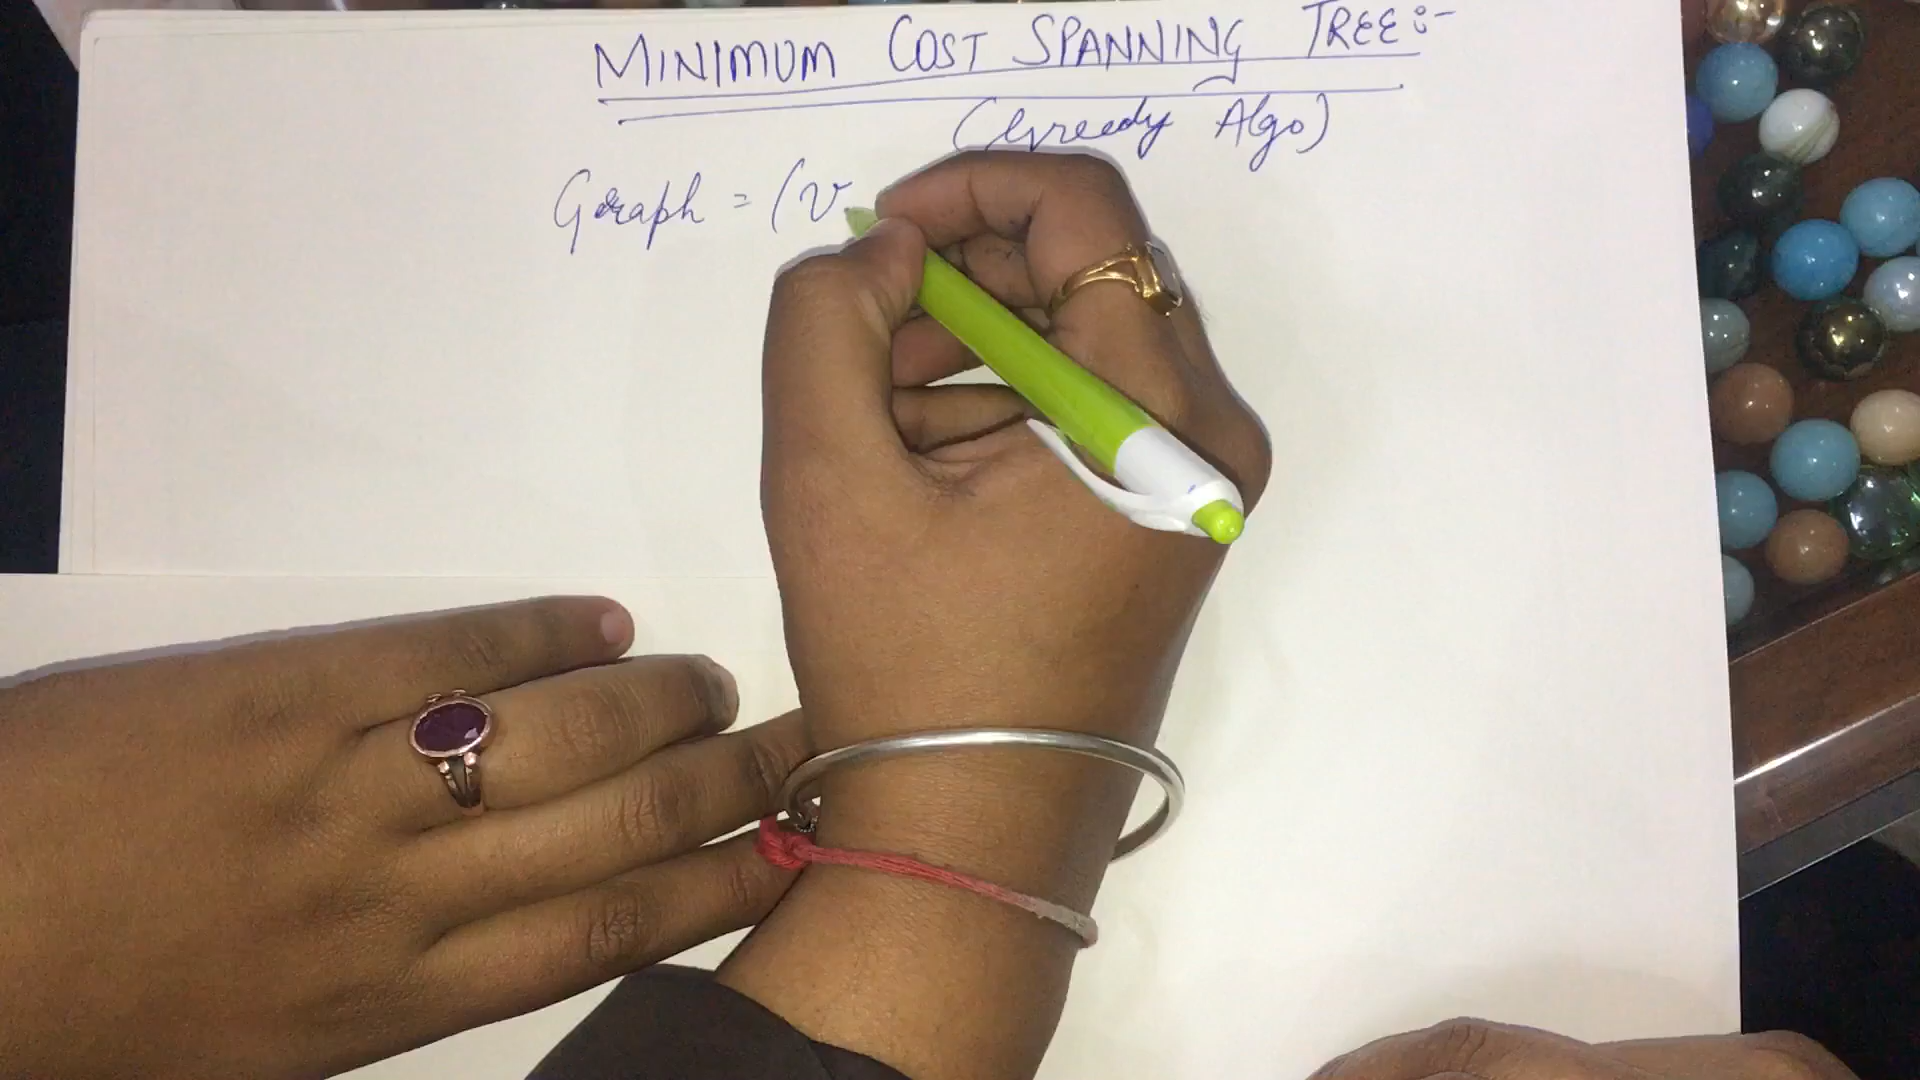 MINIMUM COST SPANNING TREE:-
(Greedy Algo)
Graph = (v